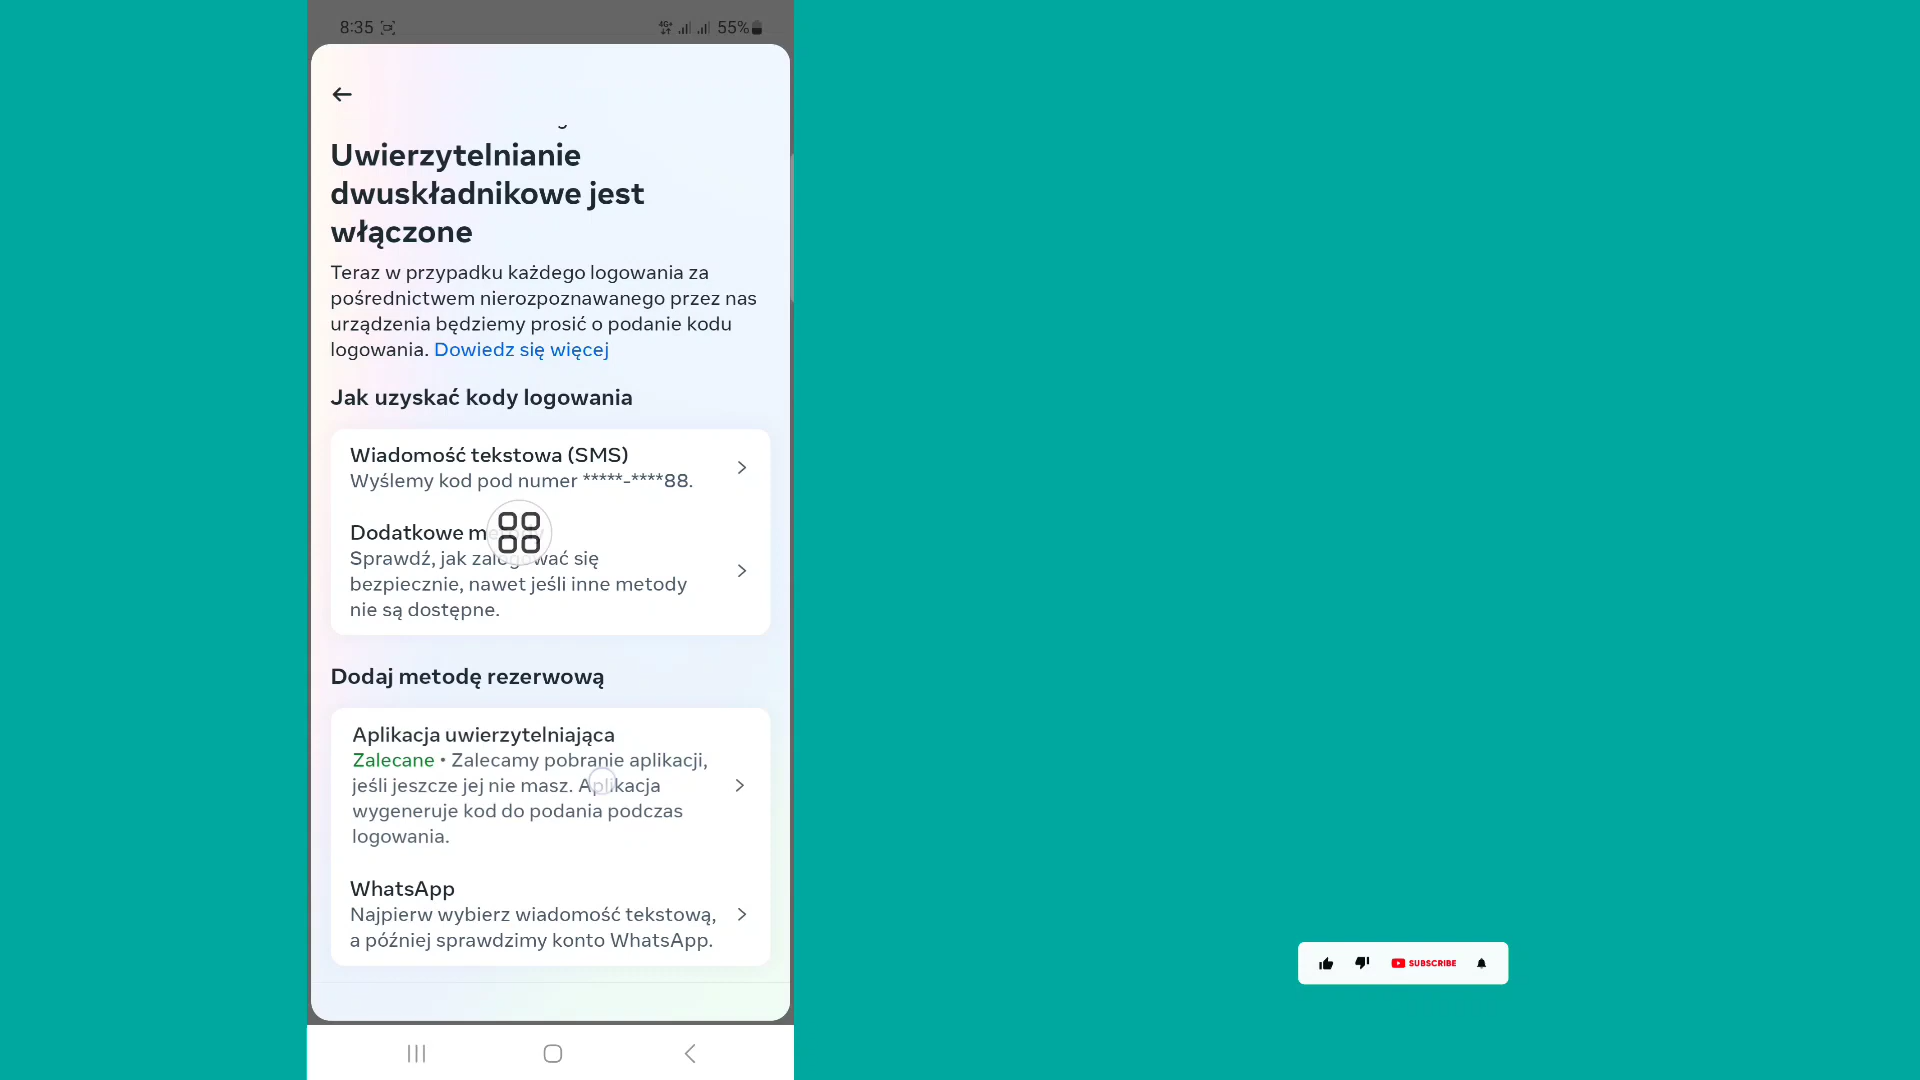 8:35 4G+ 55%
Uwierzytelnianie
dwuskładnikowe jest
włączone
Teraz w przypadku każdego logowania za
pośrednictwem nierozpoznawanego przez nas
urządzenia będziemy prosić o podanie kodu
logowania. Dowiedz się więcej
Jak uzyskać kody logowania
Wiadomość tekstowa (SMS)
Wyślemy kod pod numer *****-****88.
Dodatkowe
Sprawdź, jak zalogować się
bezpiecznie, nawet jeśli inne metody
nie są dostępne.
Dodaj metodę rezerwową
Aplikacja uwierzytelniająca
Zalecane • Zalecamy pobranie aplikacji,
jeśli jeszcze jej nie masz. Aplikacja
wygeneruje kod do podania podczas
logowania.
WhatsApp
Najpierw wybierz wiadomość tekstową,
a później sprawdzimy konto WhatsApp.
SUBSCRIBE